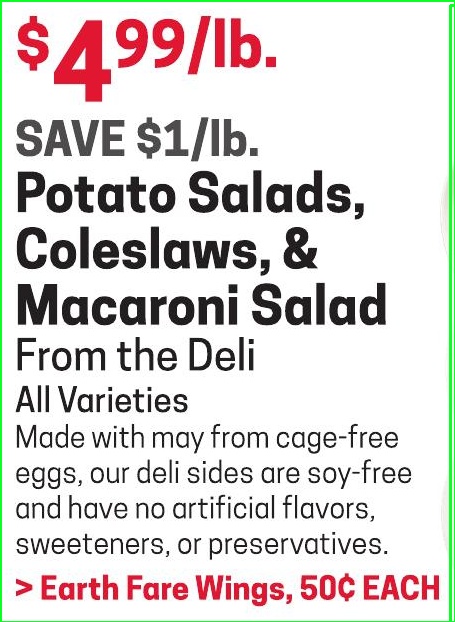 $4.99/lb.
SAVE $1/lb.
Potato Salads,
Coleslaws, &
Macaroni Salad
From the Deli
All Varieties
Made with may from cage-free
eggs, our deli sides are soy-free
and have no artificial flavors,
sweeteners, or preservatives.
> Earth Fare Wings, 50¢ EACH